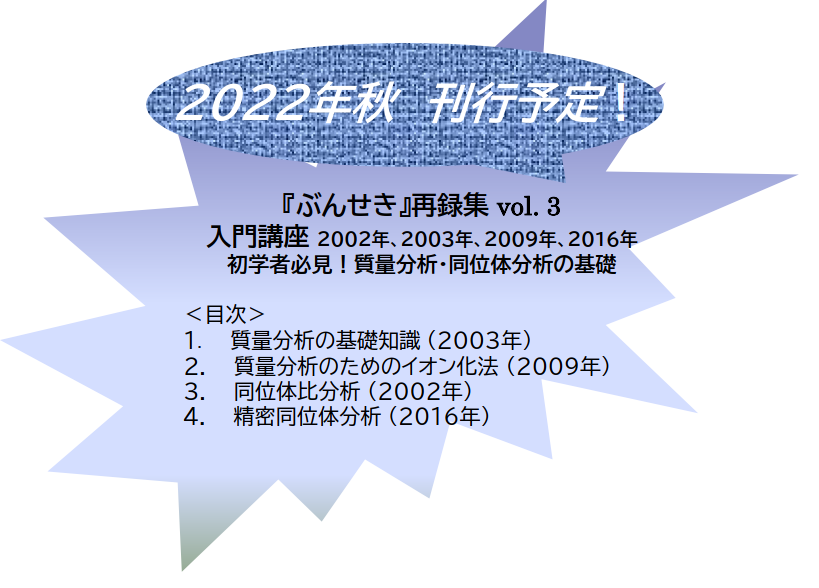 2022年秋　刊行予定！
『ぶんせき』再録集 vol. 3
入門講座 2002年、2003年、2009年、2016年
初学者必見！質量分析・同位体分析の基礎
＜目次＞
1.　質量分析の基礎知識（2003年）
2.　質量分析のためのイオン化法（2009年）
3.　同位体比分析（2002年）
4.　精密同位体分析（2016年）